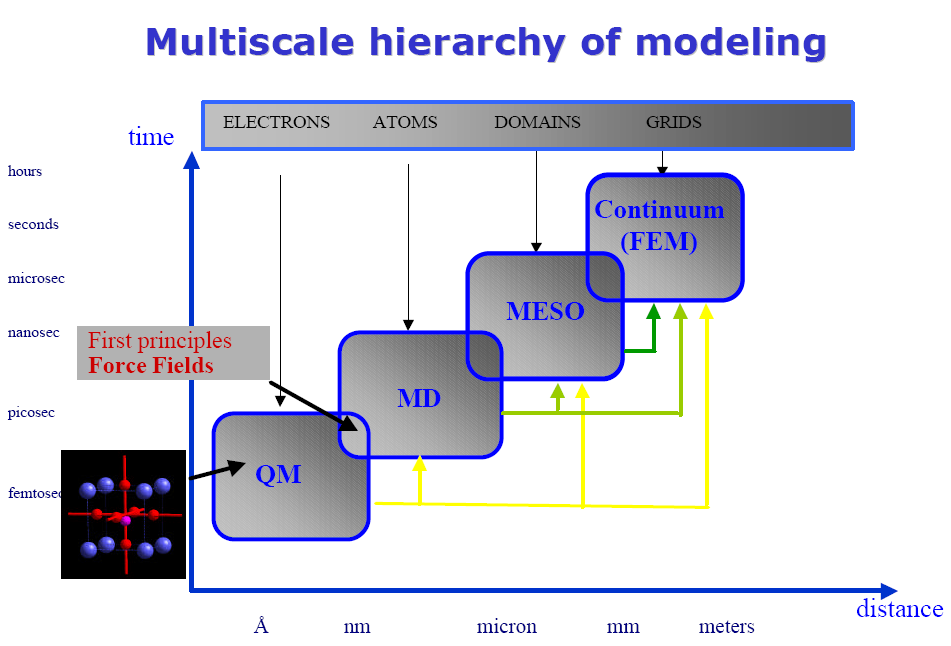 Multiscale hierarchy of modeling
ELECTRONS ATOMS DOMAINS GRIDS
time
hours
seconds
microsec
nanosec
picosec
femtosec
First principles
Force Fields
Continuum
(FEM)
MESO
MD
QM
distance
Å nm micron mm meters